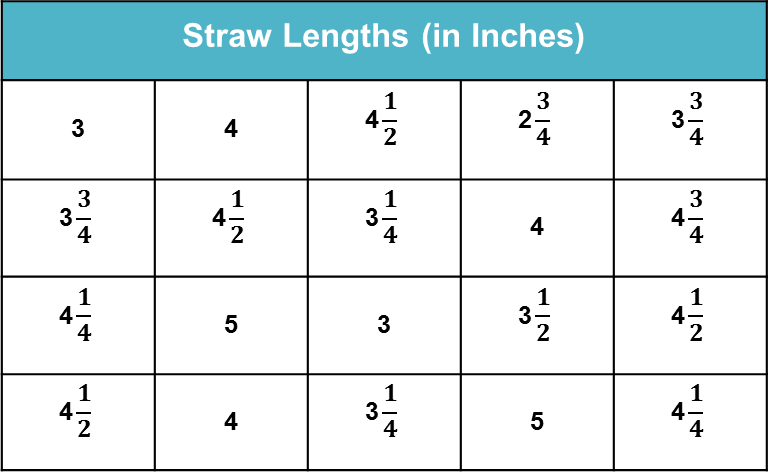 Straw Lengths (in Inches)
3 4 4 1/2 2 3/4 3 3/4
3 3/4 4 1/2 3 1/4 4 4 3/4
4 1/4 5 3 3 1/2 4 1/2
4 1/2 4 3 1/4 5 4 1/4